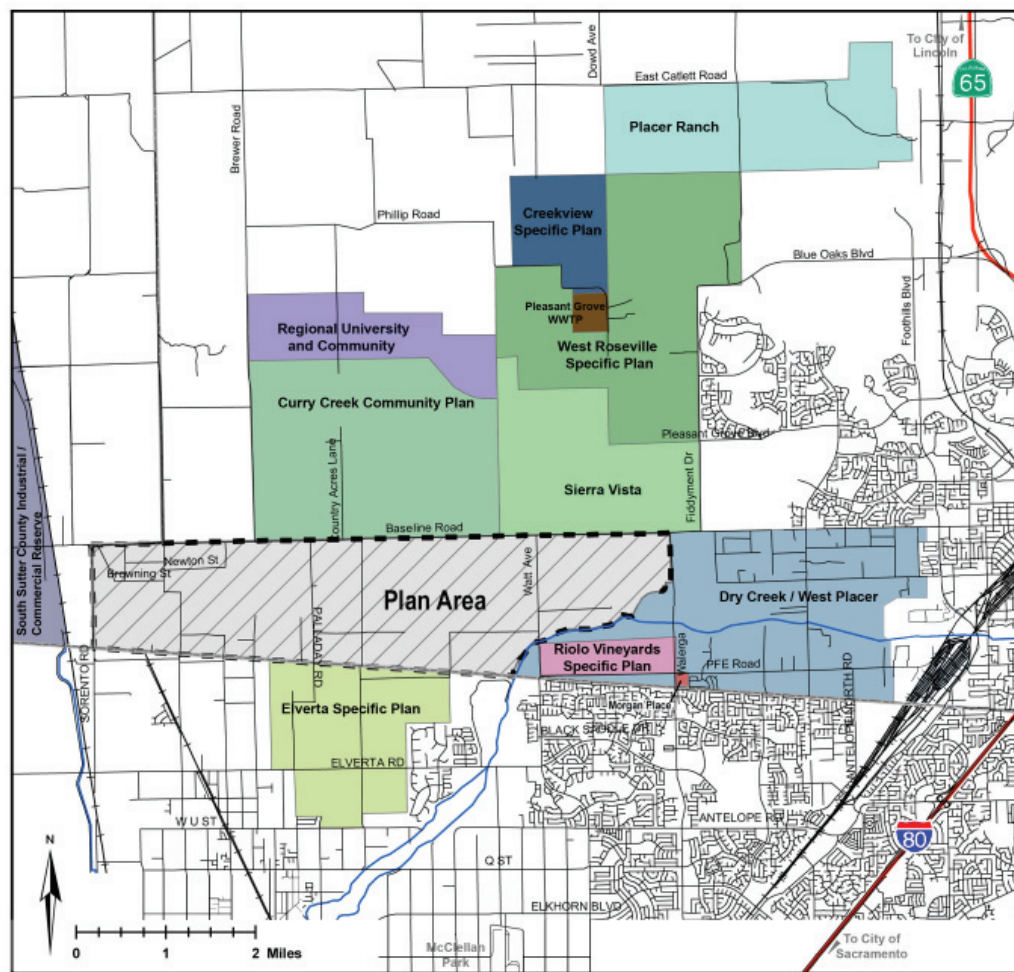 To City of
Lincoln
65
Dowd Ave
East Catlett Road
Placer Ranch
Brewer Road
Phillip Road
Creekview
Specific Plan
Blue Oaks Blvd
Foothills Blvd
Pleasant Grove
WWTP
Regional University
and Community
West Roseville
Specific Plan
Curry Creek Community Plan
Pleasant Grove Blvd
Country Acres Lane
Sierra Vista
Fiddyment Dr
South Sutter County Industrial /
Commercial Reserve
Baseline Road
Newton St
Browning St
Watt Ave
Plan Area
Dry Creek / West Placer
PALLADAY RD
Riolo Vineyards
Specific Plan
Walerga
PFE Road
SORENTO RD
Elverta Specific Plan
Morgan Place
ELVERTA RD
W U ST
ANTELOPE RD
80
Q ST
N
ELKHORN BLVD
0 1 2 Miles
McClellan
Park
To City of
Sacramento